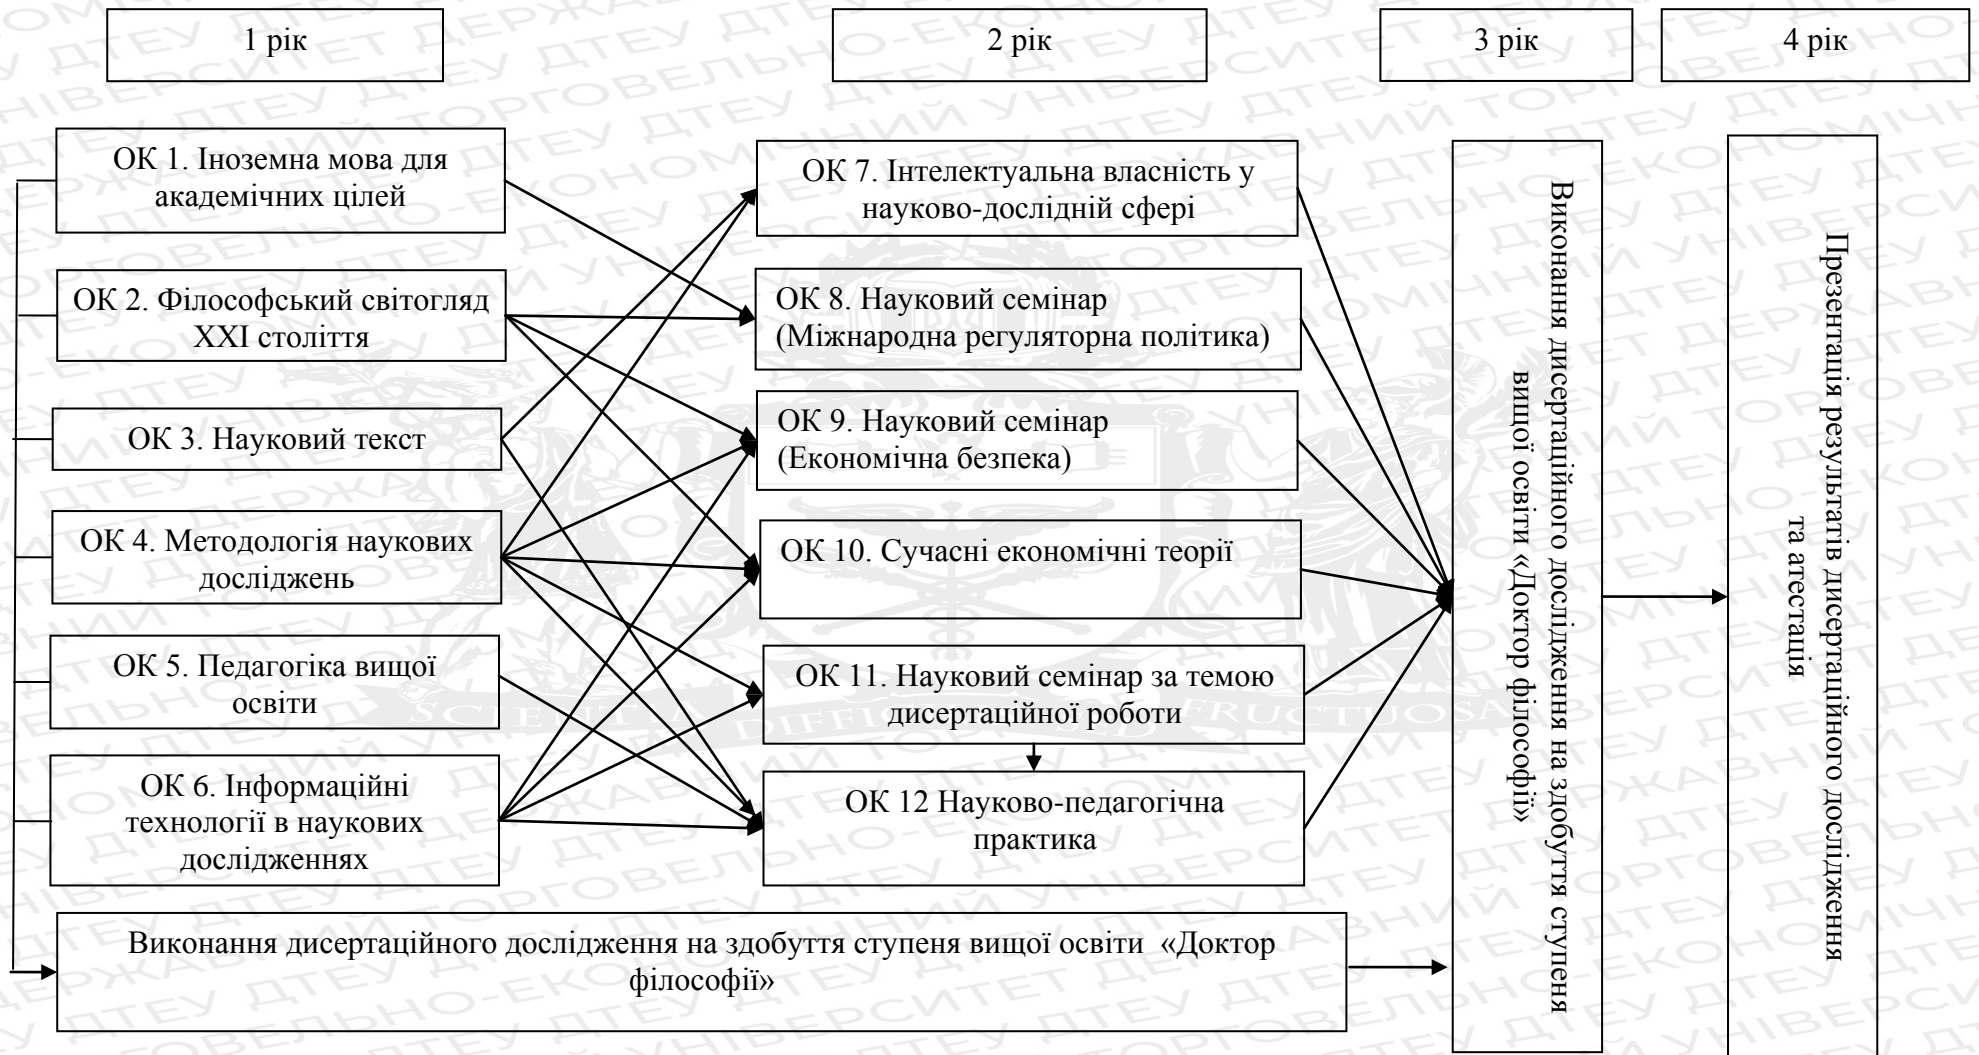 1 рік
2 рік
3 рік
4 рік
ОК 1. Іноземна мова для
академічних цілей
ОК 2. Філософський світогляд
ХХІ століття
ОК 3. Науковий текст
ОК 4. Методологія наукових
досліджень
ОК 5. Педагогіка вищої
освіти
ОК 6. Інформаційні
технології в наукових
дослідженнях
ОК 7. Інтелектуальна власність у
науково-дослідній сфері
ОК 8. Науковий семінар
(Міжнародна регуляторна політика)
ОК 9. Науковий семінар
(Економічна безпека)
ОК 10. Сучасні економічні теорії
ОК 11. Науковий семінар за темою
дисертаційної роботи
ОК 12 Науково-педагогічна
практика
Виконання дисертаційного дослідження на здобуття ступеня вищої освіти «Доктор
філософії»
Виконання дисертаційного дослідження на здобуття ступеня
вищої освіти «Доктор філософії»
Презентація результатів дисертаційного дослідження
та атестація